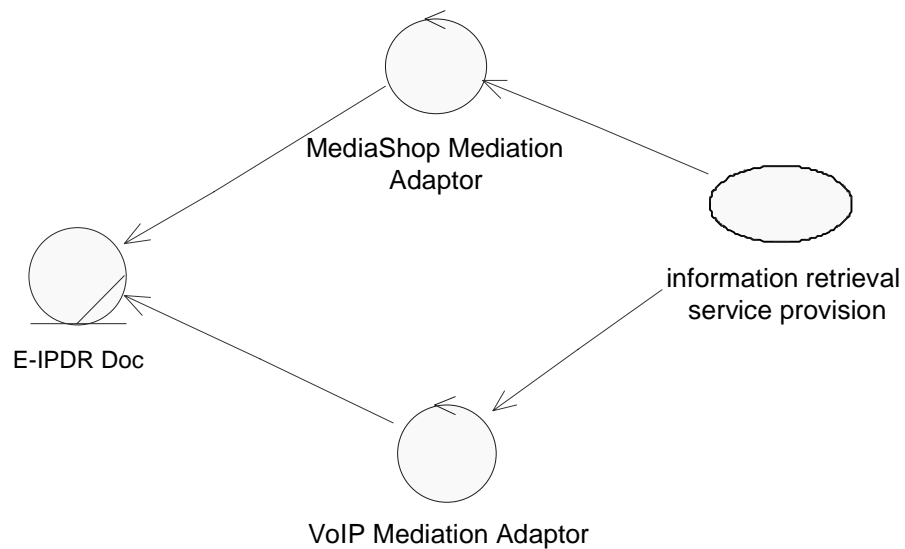 MediaShop Mediation
Adaptor
information retrieval
service provision
E-IPDR Doc
VoIP Mediation Adaptor